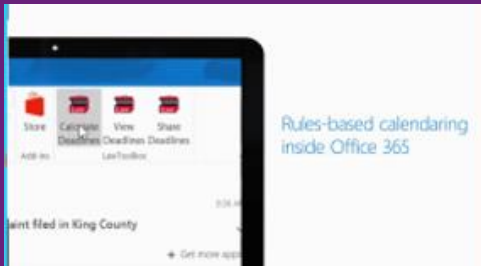 Store Calculate View Share
Deadlines Deadlines Deadlines
Add-ins LawToolBox
Rules-based calendaring
inside Office 365
aint filed in King County
+ Get more apps